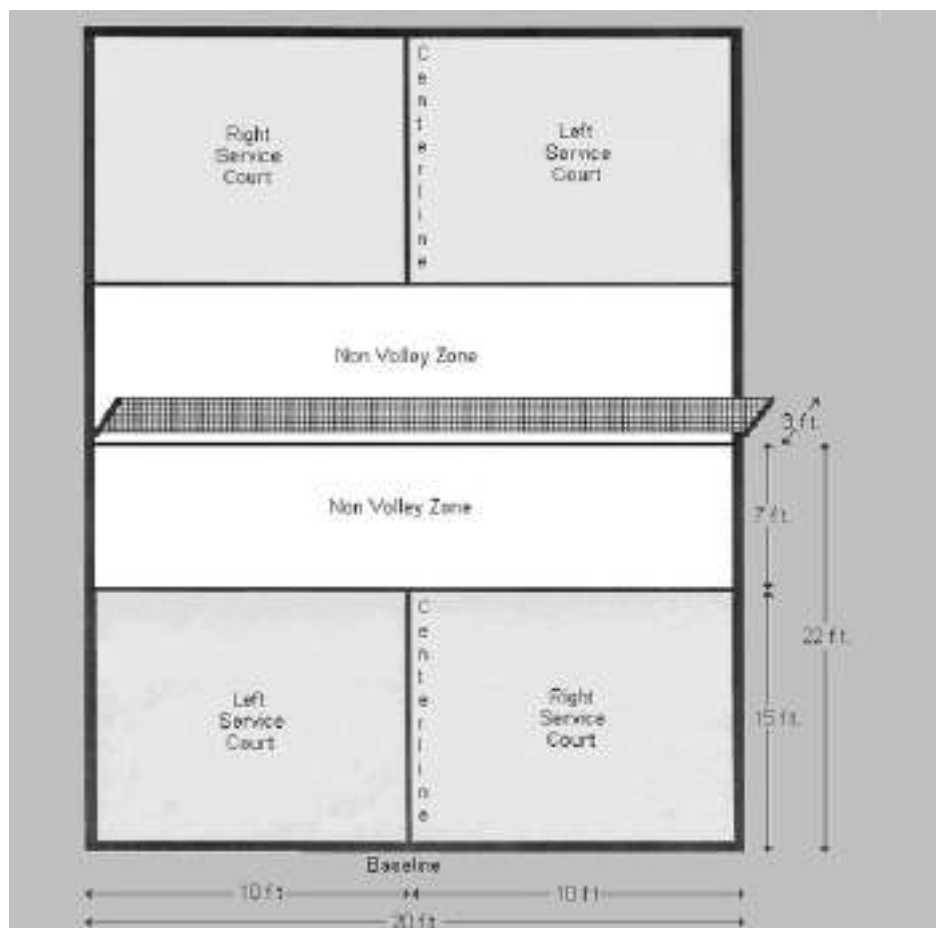 Right
Service
Court
Centerline
Left
Service
Court
Non Volley Zone
3 ft.
Non Volley Zone
7 ft.
22 ft.
Left
Service
Court
Centerline
Right
Service
Court
15 ft.
Baseline
10 ft
10 ft.
20 ft.